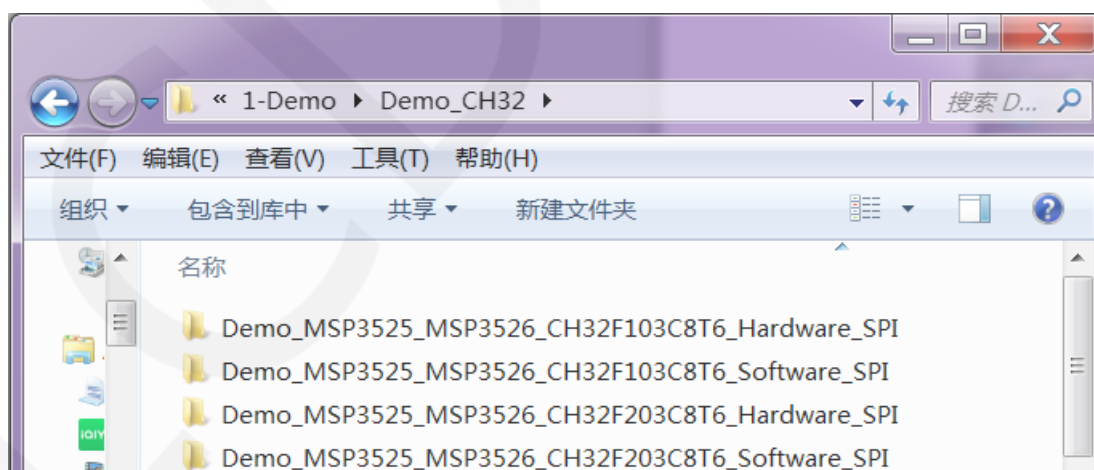 « 1-Demo ▸ Demo_CH32 ▸ 搜索 D...
文件(F) 编辑(E) 查看(V) 工具(T) 帮助(H)
组织 包含到库中 共享 新建文件夹
名称
Demo_MSP3525_MSP3526_CH32F103C8T6_Hardware_SPI
Demo_MSP3525_MSP3526_CH32F103C8T6_Software_SPI
Demo_MSP3525_MSP3526_CH32F203C8T6_Hardware_SPI
Demo_MSP3525_MSP3526_CH32F203C8T6_Software_SPI